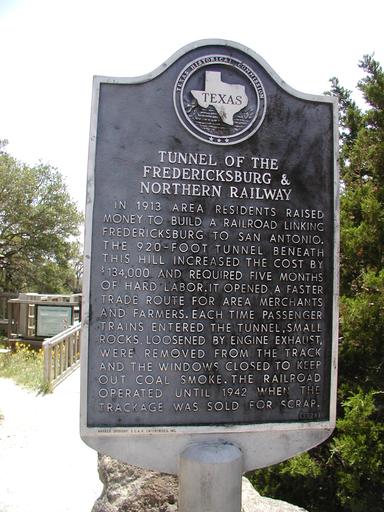 TEXAS HISTORICAL COMMISSION
TEXAS
TUNNEL OF THE
FREDERICKSBURG &
NORTHERN RAILWAY
IN 1913 AREA RESIDENTS RAISED
MONEY TO BUILD A RAILROAD LINKING
FREDERICKSBURG TO SAN ANTONIO.
THE 920-FOOT TUNNEL BENEATH
THIS HILL INCREASED THE COST BY
$134,000 AND REQUIRED FIVE MONTHS
OF HARD LABOR. IT OPENED A FASTER
TRADE ROUTE FOR AREA MERCHANTS
AND FARMERS. EACH TIME PASSENGER
TRAINS ENTERED THE TUNNEL, SMALL
ROCKS, LOOSENED BY ENGINE EXHAUST,
WERE REMOVED FROM THE TRACK
AND THE WINDOWS CLOSED TO KEEP
OUT COAL SMOKE. THE RAILROAD
OPERATED UNTIL 1942 WHEN THE
TRACKAGE WAS SOLD FOR SCRAP.